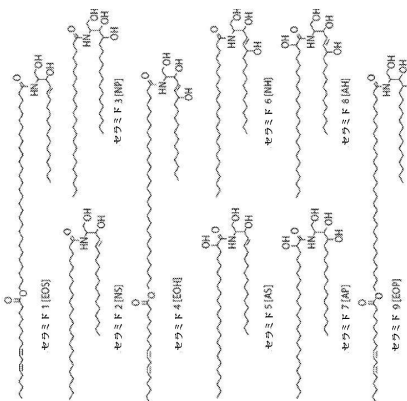 セラミド 1 [EOS]
セラミド 2 [NS]
セラミド 3 [NP]
セラミド 4 [EOH]
セラミド 5 [AS]
セラミド 6 [NH]
セラミド 7 [AP]
セラミド 8 [AH]
セラミド 9 [EOP]